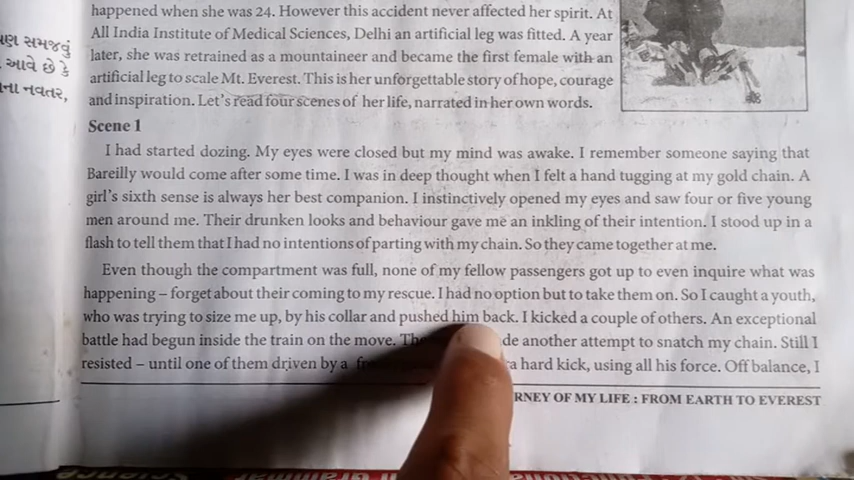 happened when she was 24. However this accident never affected her spirit. At
All India Institute of Medical Sciences, Delhi an artificial leg was fitted. A year
later, she was retrained as a mountaineer and became the first female with an
artificial leg to scale Mt. Everest. This is her unforgettable story of hope, courage
and inspiration. Let's read four scenes of her life, narrated in her own words.
સમજવું
આવે છે કે
નવતર,
Scene 1
I had started dozing. My eyes were closed but my mind was awake. I remember someone saying that
Bareilly would come after some time. I was in deep thought when I felt a hand tugging at my gold chain. A
girl's sixth sense is always her best companion. I instinctively opened my eyes and saw four or five young
men around me. Their drunken looks and behaviour gave me an inkling of their intention. I stood up in a
flash to tell them that I had no intentions of parting with my chain. So they came together at me.
Even though the compartment was full, none of my fellow passengers got up to even inquire what was
happening – forget about their coming to my rescue. I had no option but to take them on. So I caught a youth,
who was trying to size me up, by his collar and pushed him back. I kicked a couple of others. An exceptional
battle had begun inside the train on the move. de another attempt to snatch my chain. Still I
resisted – until one of them driven by a a hard kick, using all his force. Off balance, I
RNEY OF MY LIFE : FROM EARTH TO EVEREST